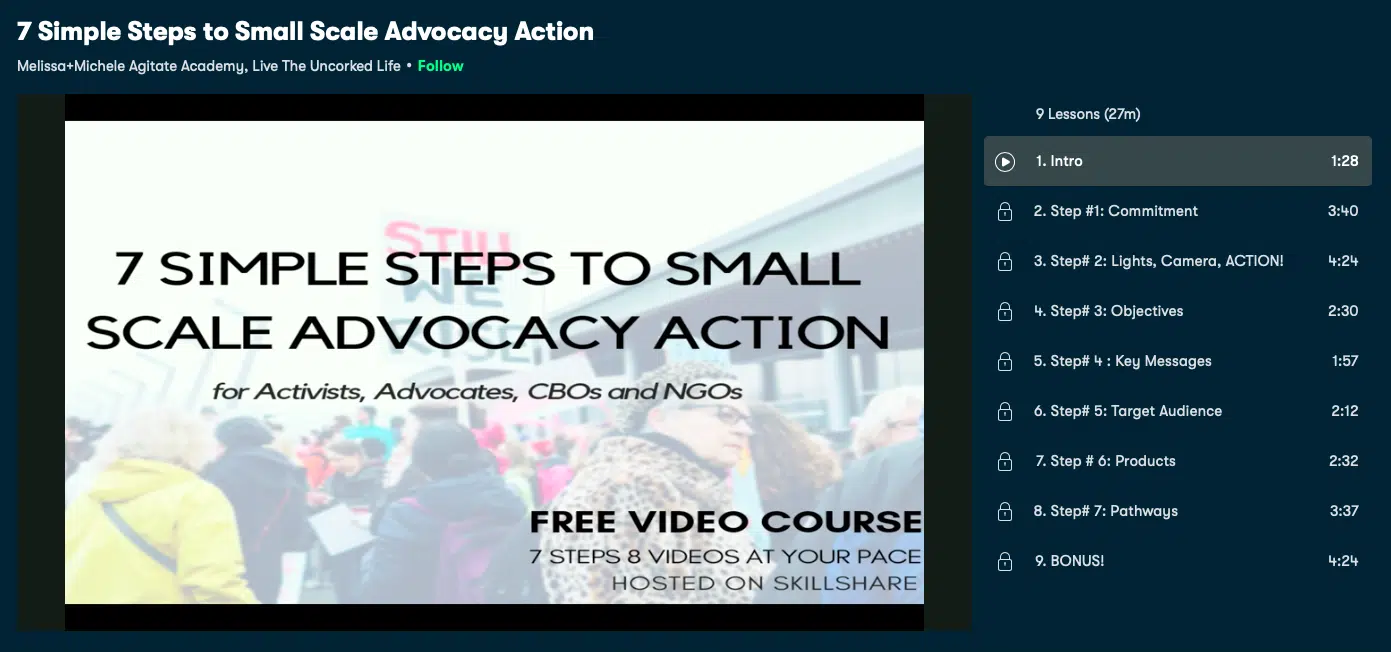 7 Simple Steps to Small Scale Advocacy Action
Melissa+Michele Agitate Academy, Live The Uncorked Life • Follow
STILL
WE
7 SIMPLE STEPS TO SMALL
SCALE ADVOCACY ACTION
for Activists, Advocates, CBOs and NGOs
FREE VIDEO COURSE
7 STEPS 8 VIDEOS AT YOUR PACE
HOSTED ON SKILLSHARE
9 Lessons (27m)
1. Intro 1:28
2. Step #1: Commitment 3:40
3. Step# 2: Lights, Camera, ACTION! 4:24
4. Step# 3: Objectives 2:30
5. Step# 4 : Key Messages 1:57
6. Step# 5: Target Audience 2:12
7. Step # 6: Products 2:32
8. Step# 7: Pathways 3:37
9. BONUS! 4:24